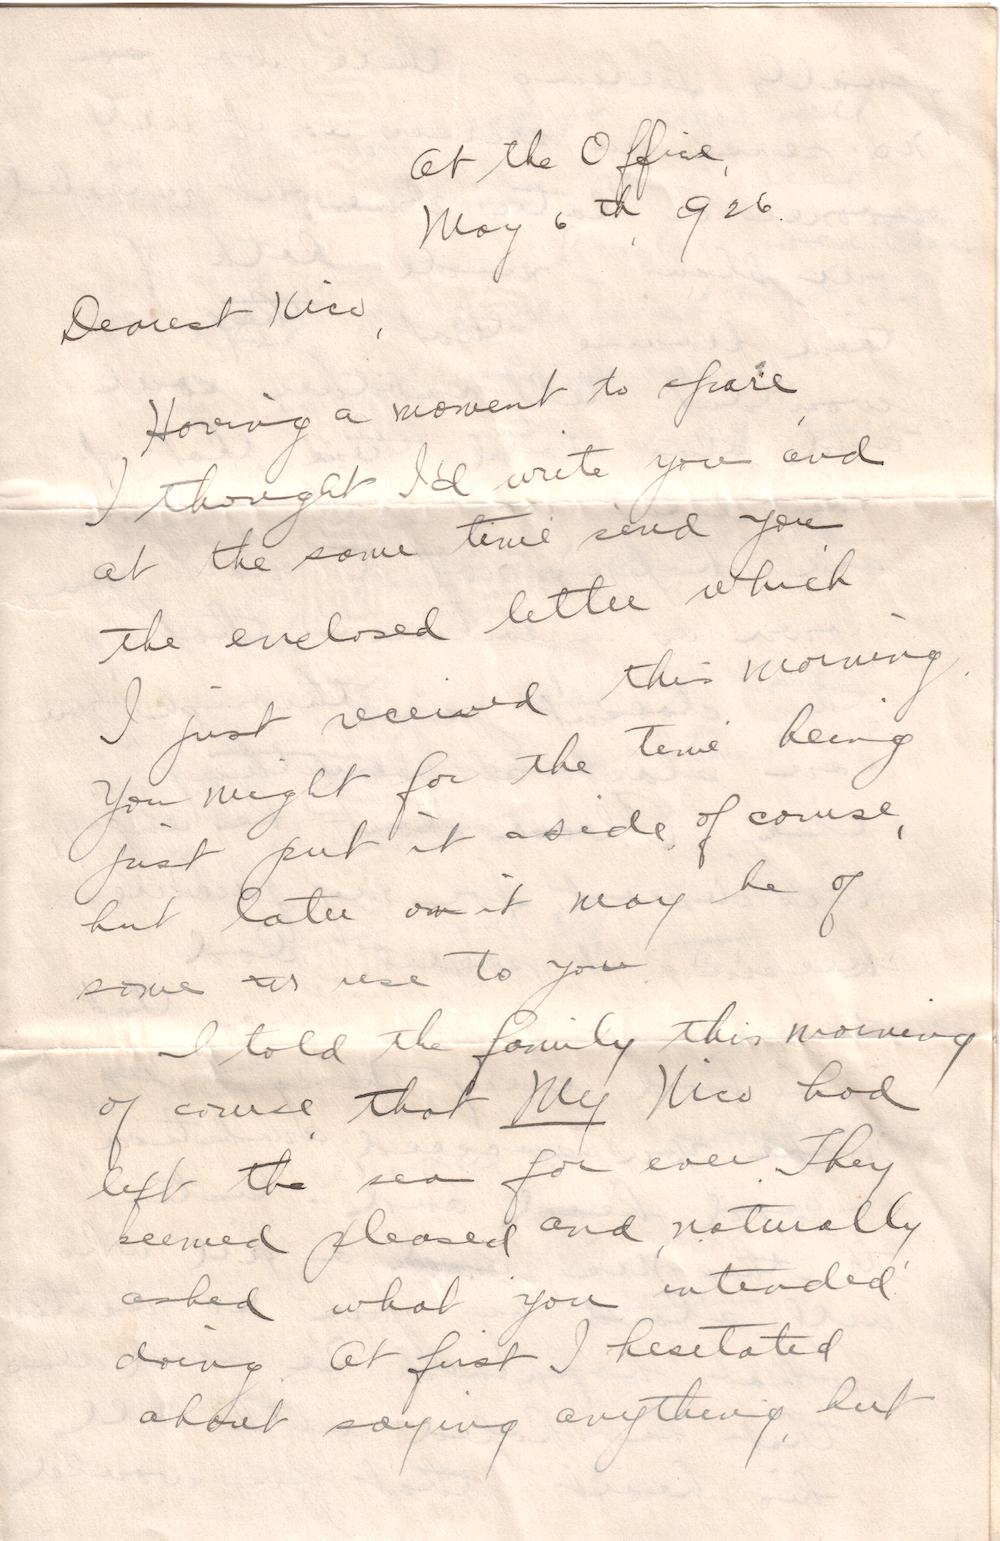 At the Office,
May 6th, 926.
Dearest Nico,
Having a moment to spare,
I thought I'd write you and
at the same time send you
the enclosed letter which
I just received this morning.
You might for the time being
just put it aside, of course,
but later on it may be of
some use to you
I told the family this morning
of course, that My Nico had
left the sea for ever. They
seemed pleased and, naturally
asked what you intended
doing. At first I hesitated
about saying anything, but